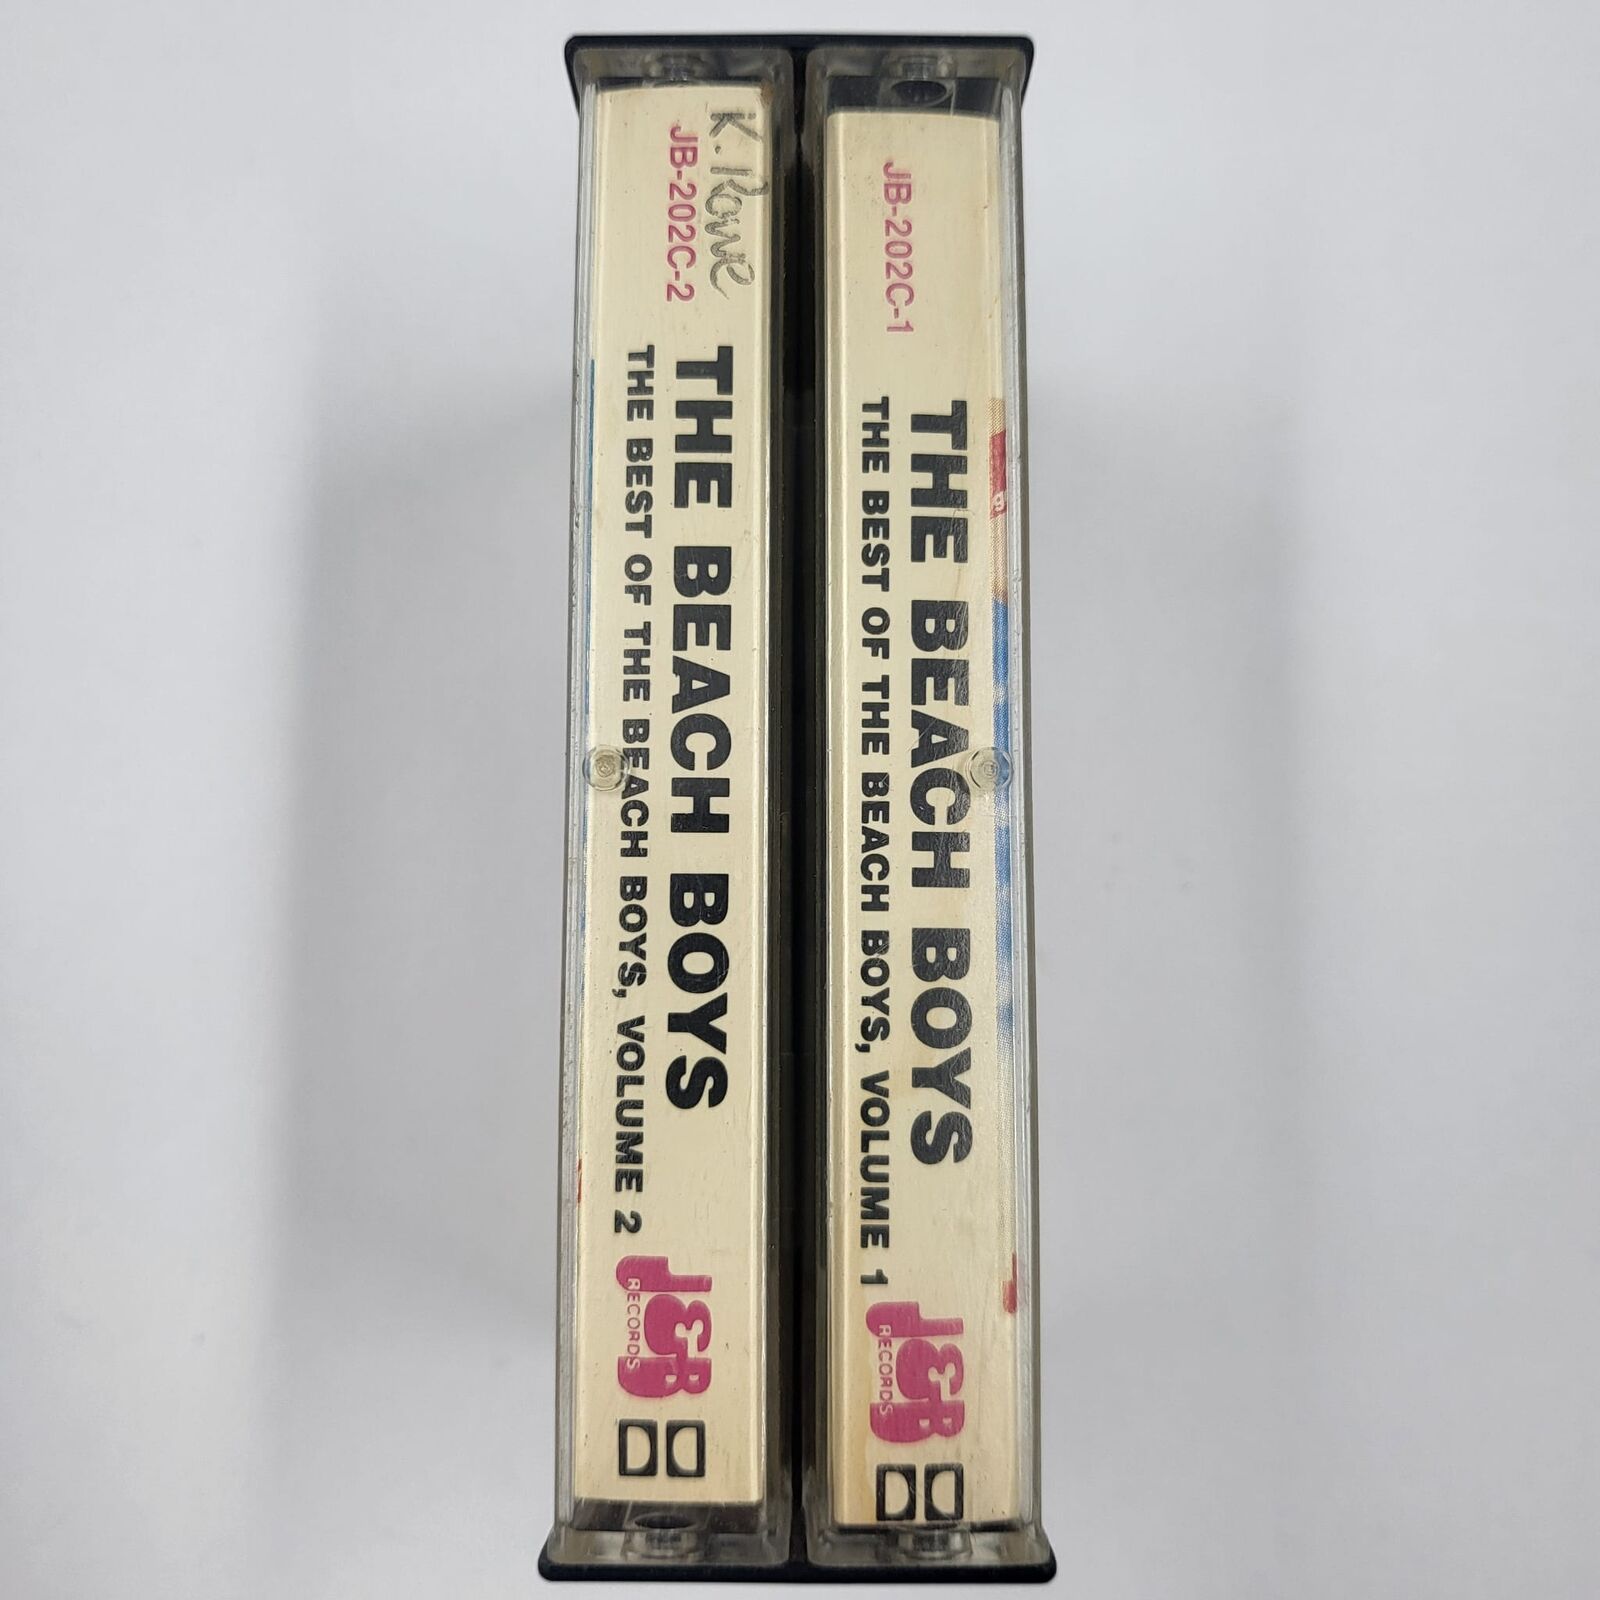 K. Rowe
JB-202C-2
THE BEACH BOYS
THE BEST OF THE BEACH BOYS, VOLUME 2
J&B
RECORDS
JB-202C-1
THE BEACH BOYS
THE BEST OF THE BEACH BOYS, VOLUME 1
J&B
RECORDS